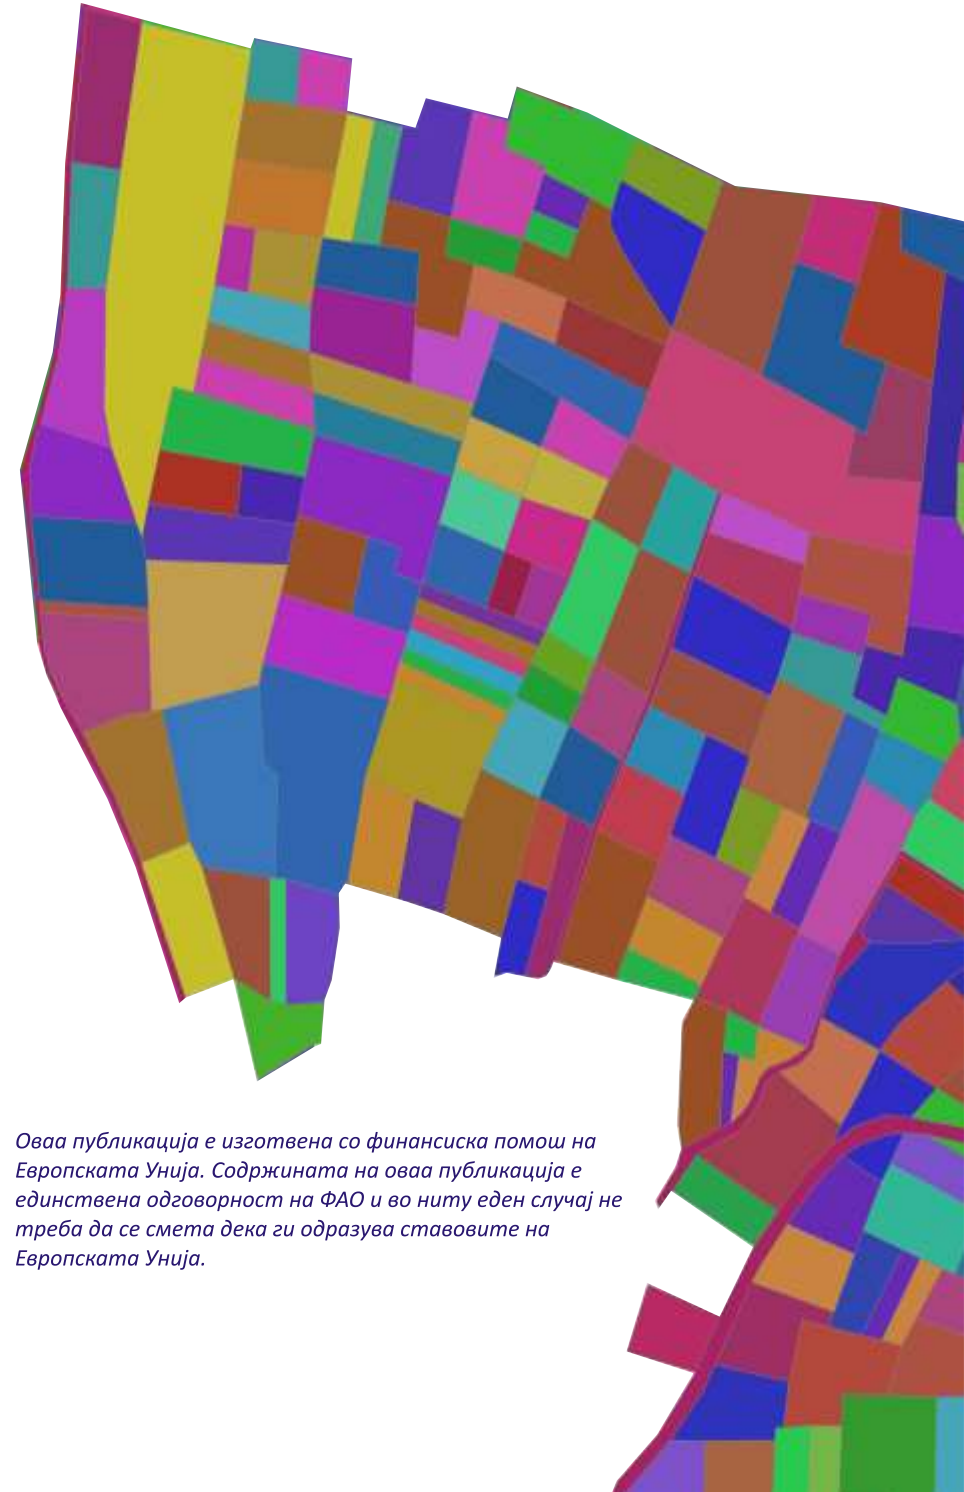 Оваа публикација е изготвена со финансиска помош на
Европската Унија. Содржината на оваа публикација е
единствена одговорност на ФАО и во ниту еден случај не
треба да се смета дека ги одразува ставовите на
Европската Унија.